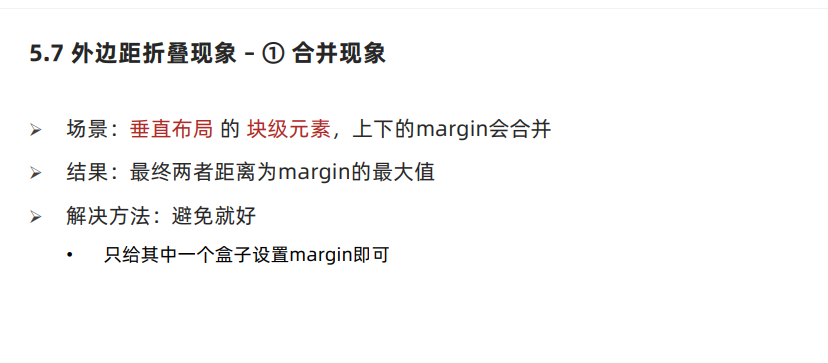 5.7 外边距折叠现象 – ① 合并现象
➢ 场景：垂直布局 的 块级元素，上下的margin会合并
➢ 结果：最终两者距离为margin的最大值
➢ 解决方法：避免就好
• 只给其中一个盒子设置margin即可